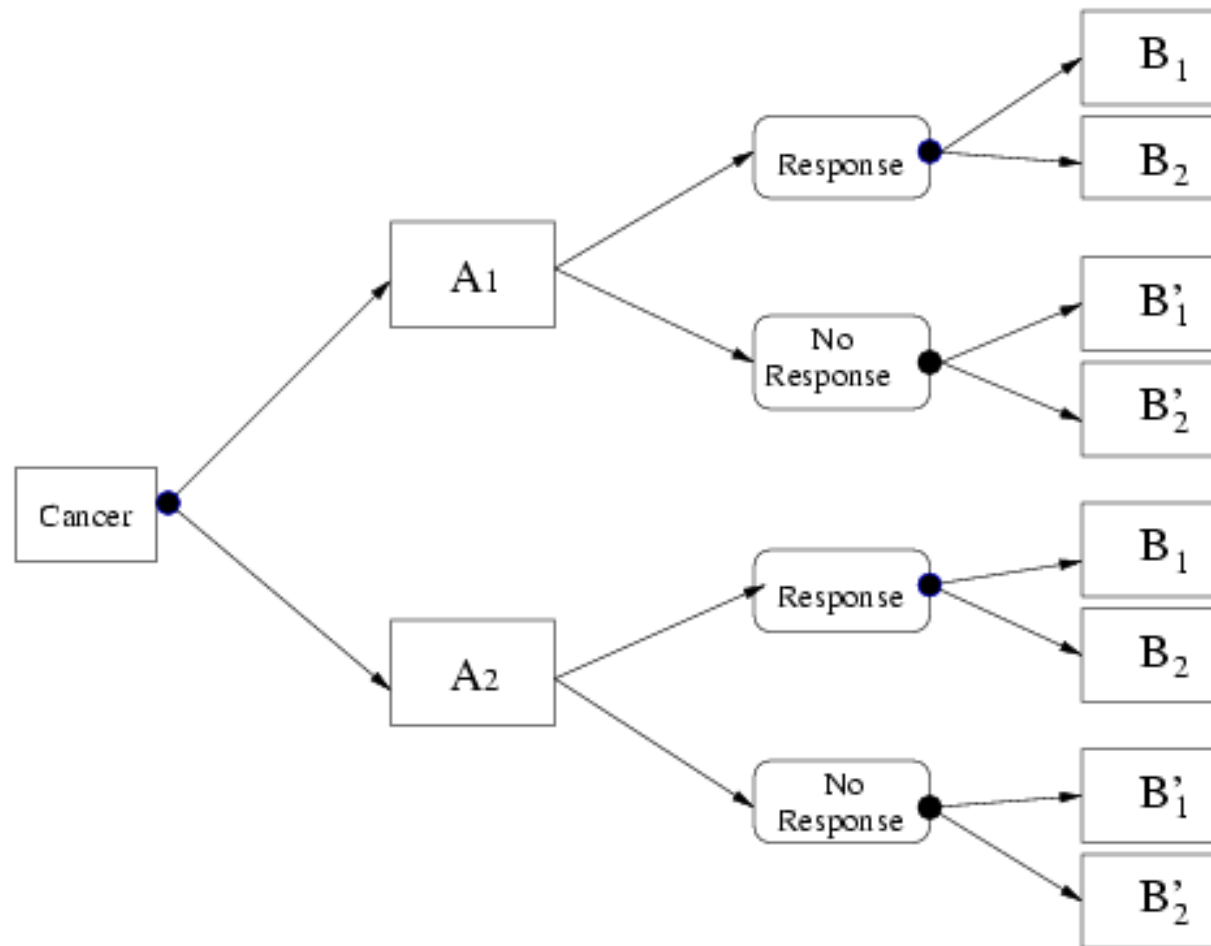 B1
B2
Response
A1
B'1
No
Response
B'2
Cancer
B1
Response
B2
A2
B'1
No
Response
B'2